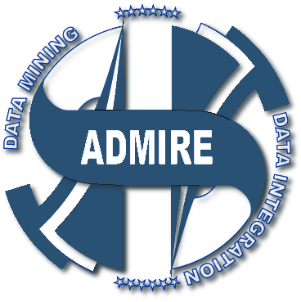 DATA MINING
ADMIRE
DATA INTEGRATION